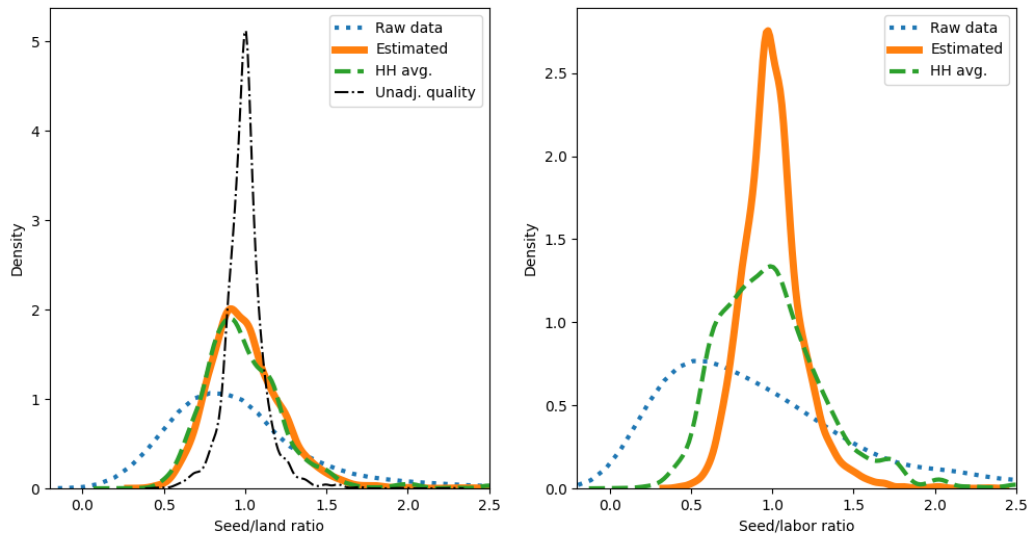 Raw data
Estimated
HH avg.
Unadj. quality
5
4
3
2
1
0
Density
0.0 0.5 1.0 1.5 2.0 2.5
Seed/land ratio
Raw data
Estimated
HH avg.
2.5
2.0
1.5
1.0
0.5
0.0
Density
0.0 0.5 1.0 1.5 2.0 2.5
Seed/labor ratio